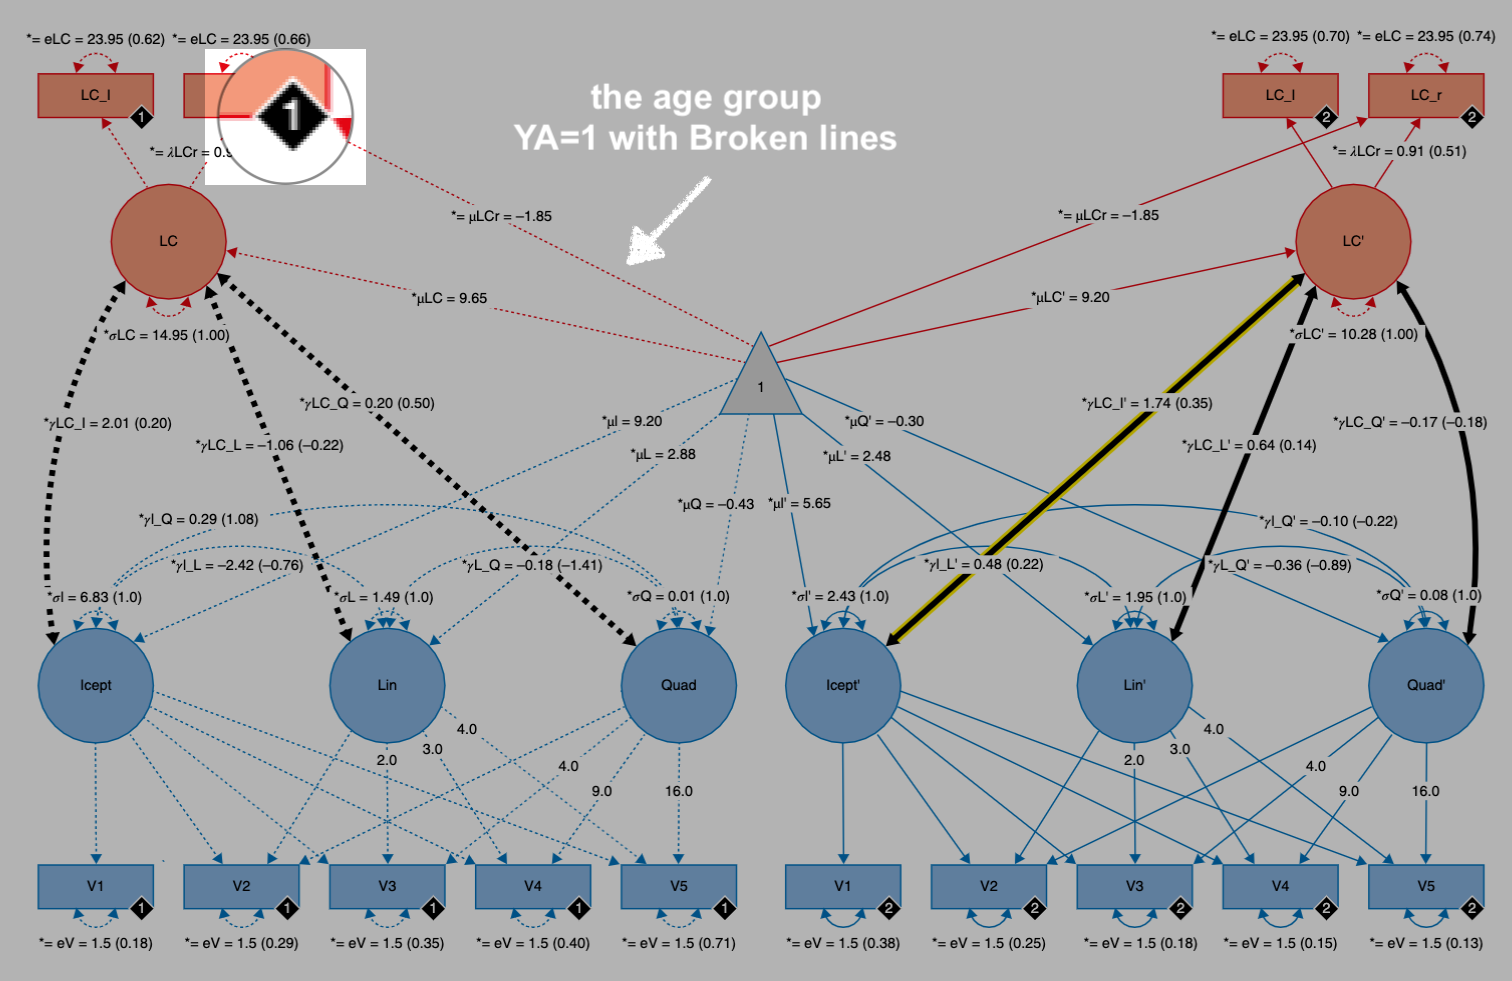 *= eLC = 23.95 (0.62) *= eLC = 23.95 (0.66)
*= eLC = 23.95 (0.70) *= eLC = 23.95 (0.74)
LC_l
1
1
LC_l
2
LC_r
2
the age group
YA=1 with Broken lines
*= λLCr = 0.9
*= λLCr = 0.91 (0.51)
*= μLCr = −1.85
*= μLCr = −1.85
LC
LC'
*μLC = 9.65
*μLC' = 9.20
*σLC = 14.95 (1.00)
*σLC' = 10.28 (1.00)
1
*γLC_I = 2.01 (0.20)
*γLC_Q = 0.20 (0.50)
*γLC_L = −1.06 (−0.22)
*μI = 9.20
*μL = 2.88
*μQ = −0.43
*μQ' = −0.30
*μL' = 2.48
*μI' = 5.65
*γLC_I' = 1.74 (0.35)
*γLC_L' = 0.64 (0.14)
*γLC_Q' = −0.17 (−0.18)
*γI_Q = 0.29 (1.08)
*γI_L = −2.42 (−0.76)
*γL_Q = −0.18 (−1.41)
*γI_Q' = −0.10 (−0.22)
*γI_L' = 0.48 (0.22)
*γL_Q' = −0.36 (−0.89)
*σI = 6.83 (1.0)
*σL = 1.49 (1.0)
*σQ = 0.01 (1.0)
*σI' = 2.43 (1.0)
*σL' = 1.95 (1.0)
*σQ' = 0.08 (1.0)
Icept
Lin
Quad
Icept'
Lin'
Quad'
4.0
3.0
2.0
4.0
9.0
16.0
4.0
3.0
2.0
4.0
9.0
16.0
V1
1
V2
1
V3
1
V4
1
V5
1
V1
2
V2
2
V3
2
V4
2
V5
2
*= eV = 1.5 (0.18)
*= eV = 1.5 (0.29)
*= eV = 1.5 (0.35)
*= eV = 1.5 (0.40)
*= eV = 1.5 (0.71)
*= eV = 1.5 (0.38)
*= eV = 1.5 (0.25)
*= eV = 1.5 (0.18)
*= eV = 1.5 (0.15)
*= eV = 1.5 (0.13)